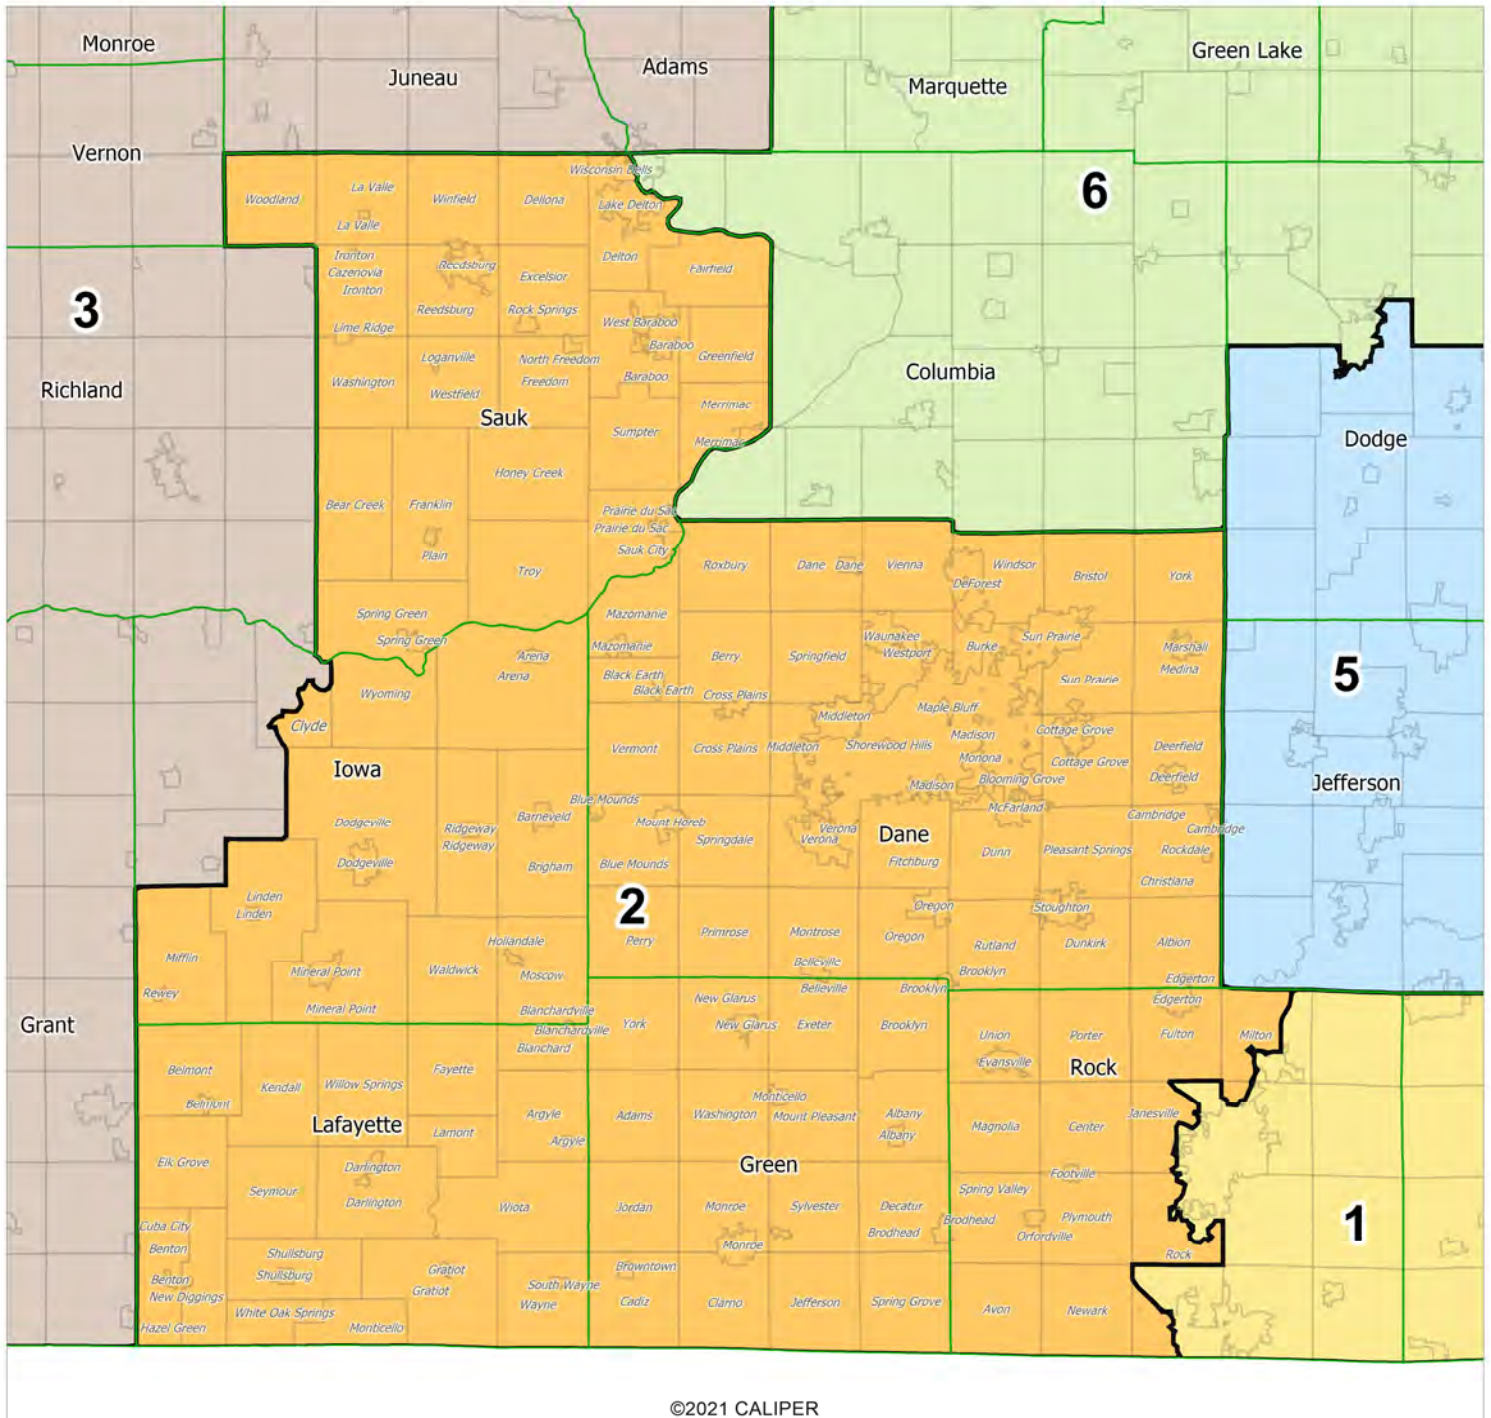 Monroe
Juneau
Adams
Marquette
Green Lake
Vernon
Wisconsin Dells
6
Woodland
La Valle
Winfield
Dellona
Lake Delton
La Valle
Ironton
Cazenovia
Ironton
Reedsburg
Excelsior
Delton
Fairfield
3
Reedsburg
Rock Springs
West Baraboo
Lime Ridge
Baraboo
Loganville
North Freedom
Greenfield
Richland
Washington
Freedom
Baraboo
Columbia
Westfield
Sauk
Merrimac
Sumpter
Merrimac
Dodge
Honey Creek
Bear Creek
Franklin
Prairie du Sac
Prairie du Sac
Plain
Sauk City
Troy
Roxbury
Dane
Dane
Vienna
Windsor
DeForest
Bristol
York
Spring Green
Mazomanie
Spring Green
Mazomanie
Waunakee
Westport
Burke
Sun Prairie
Marshall
Medina
Arena
Arena
Berry
Springfield
Black Earth
Black Earth
Cross Plains
Sun Prairie
5
Wyoming
Clyde
Middleton
Maple Bluff
Madison
Cottage Grove
Vermont
Cross Plains
Middleton
Shorewood Hills
Monona
Cottage Grove
Deerfield
Iowa
Madison
Blooming Grove
Deerfield
Jefferson
Blue Mounds
McFarland
Dodgeville
Barneveld
Mount Horeb
Cambridge
Cambridge
Ridgeway
Ridgeway
Springdale
Verona
Verona
Dane
Dodgeville
Brigham
Blue Mounds
Fitchburg
Dunn
Pleasant Springs
Rockdale
Christiana
Linden
Linden
2
Oregon
Stoughton
Perry
Primrose
Montrose
Oregon
Rutland
Dunkirk
Albion
Hollandale
Mifflin
Mineral Point
Waldwick
Moscow
Belleville
Brooklyn
Edgerton
Rewey
Mineral Point
Blanchardville
New Glarus
Belleville
Brooklyn
Edgerton
Grant
Blanchardville
York
New Glarus
Exeter
Brooklyn
Union
Porter
Fulton
Milton
Blanchard
Evansville
Rock
Belmont
Kendall
Willow Springs
Fayette
Belmont
Monticello
Lafayette
Argyle
Adams
Washington
Mount Pleasant
Albany
Albany
Magnolia
Center
Janesville
Lamont
Argyle
Elk Grove
Darlington
Green
Footville
Seymour
Darlington
Spring Valley
Wiota
Jordan
Monroe
Sylvester
Decatur
Brodhead
Plymouth
1
Cuba City
Brodhead
Orfordville
Benton
Shullsburg
Monroe
Rock
Benton
Shullsburg
Gratiot
Browntown
New Diggings
Gratiot
South Wayne
Wayne
Cadiz
Clarno
Jefferson
Spring Grove
Avon
Newark
White Oak Springs
Hazel Green
Monticello
©2021 CALIPER